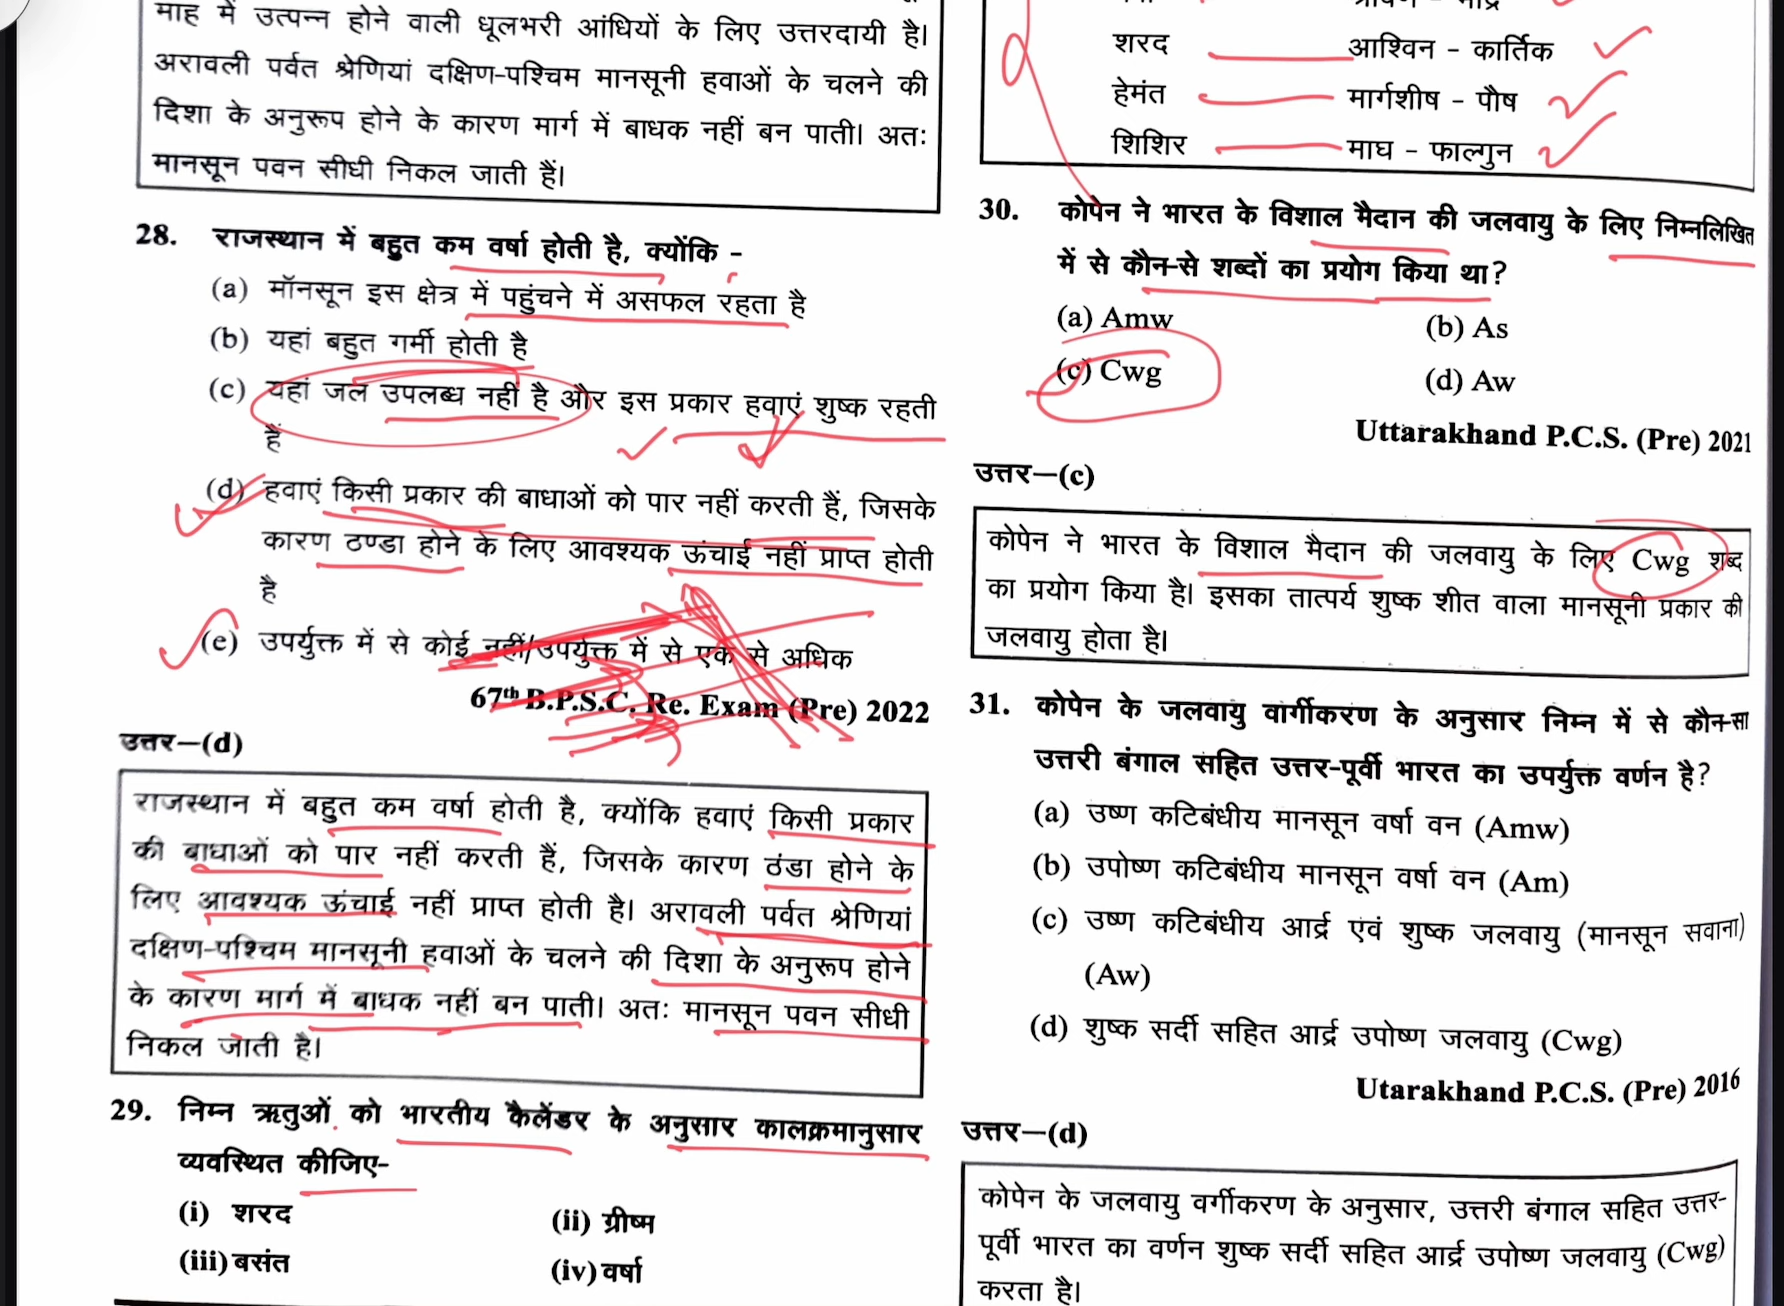 माह में उत्पन्न होने वाली धूलभरी आंधियों के लिए उत्तरदायी है।
अरावली पर्वत श्रेणियां दक्षिण-पश्चिम मानसूनी हवाओं के चलने की
दिशा के अनुरूप होने के कारण मार्ग में बाधक नहीं बन पाती। अतः
मानसून पवन सीधी निकल जाती हैं।
28. राजस्थान में बहुत कम वर्षा होती है, क्योंकि -
(a) मॉनसून इस क्षेत्र में पहुंचने में असफल रहता है
(b) यहां बहुत गर्मी होती है
(c) यहां जल उपलब्ध नहीं है और इस प्रकार हवाएं शुष्क रहती
हैं
(d) हवाएं किसी प्रकार की बाधाओं को पार नहीं करती हैं, जिसके
कारण ठण्डा होने के लिए आवश्यक ऊंचाई नहीं प्राप्त होती
है
(e) उपर्युक्त में से कोई नहीं/उपर्युक्त में से एक से अधिक
67th B.P.S.C. Re. Exam (Pre) 2022
उत्तर—(d)
राजस्थान में बहुत कम वर्षा होती है, क्योंकि हवाएं किसी प्रकार
की बाधाओं को पार नहीं करती हैं, जिसके कारण ठंडा होने के
लिए आवश्यक ऊंचाई नहीं प्राप्त होती है। अरावली पर्वत श्रेणियां
दक्षिण-पश्चिम मानसूनी हवाओं के चलने की दिशा के अनुरूप होने
के कारण मार्ग में बाधक नहीं बन पाती। अतः मानसून पवन सीधी
निकल जाती है।
29. निम्न ऋतुओं को भारतीय कैलेंडर के अनुसार कालक्रमानुसार
व्यवस्थित कीजिए-
(i) शरद (ii) ग्रीष्म
(iii) बसंत (iv) वर्षा
शरद आश्विन - कार्तिक
हेमंत मार्गशीष - पौष
शिशिर माघ - फाल्गुन
30. कोपेन ने भारत के विशाल मैदान की जलवायु के लिए निम्नलिखित
में से कौन-से शब्दों का प्रयोग किया था?
(a) Amw (b) As
(c) Cwg (d) Aw
Uttarakhand P.C.S. (Pre) 2021
उत्तर—(c)
कोपेन ने भारत के विशाल मैदान की जलवायु के लिए Cwg शब्द
का प्रयोग किया है। इसका तात्पर्य शुष्क शीत वाला मानसूनी प्रकार की
जलवायु होता है।
31. कोपेन के जलवायु वार्गीकरण के अनुसार निम्न में से कौन-सा
उत्तरी बंगाल सहित उत्तर-पूर्वी भारत का उपर्युक्त वर्णन है?
(a) उष्ण कटिबंधीय मानसून वर्षा वन (Amw)
(b) उपोष्ण कटिबंधीय मानसून वर्षा वन (Am)
(c) उष्ण कटिबंधीय आर्द्र एवं शुष्क जलवायु (मानसून सवाना)
(Aw)
(d) शुष्क सर्दी सहित आर्द्र उपोष्ण जलवायु (Cwg)
Utarakhand P.C.S. (Pre) 2016
उत्तर—(d)
कोपेन के जलवायु वर्गीकरण के अनुसार, उत्तरी बंगाल सहित उत्तर-
पूर्वी भारत का वर्णन शुष्क सर्दी सहित आर्द्र उपोष्ण जलवायु (Cwg)
करता है।